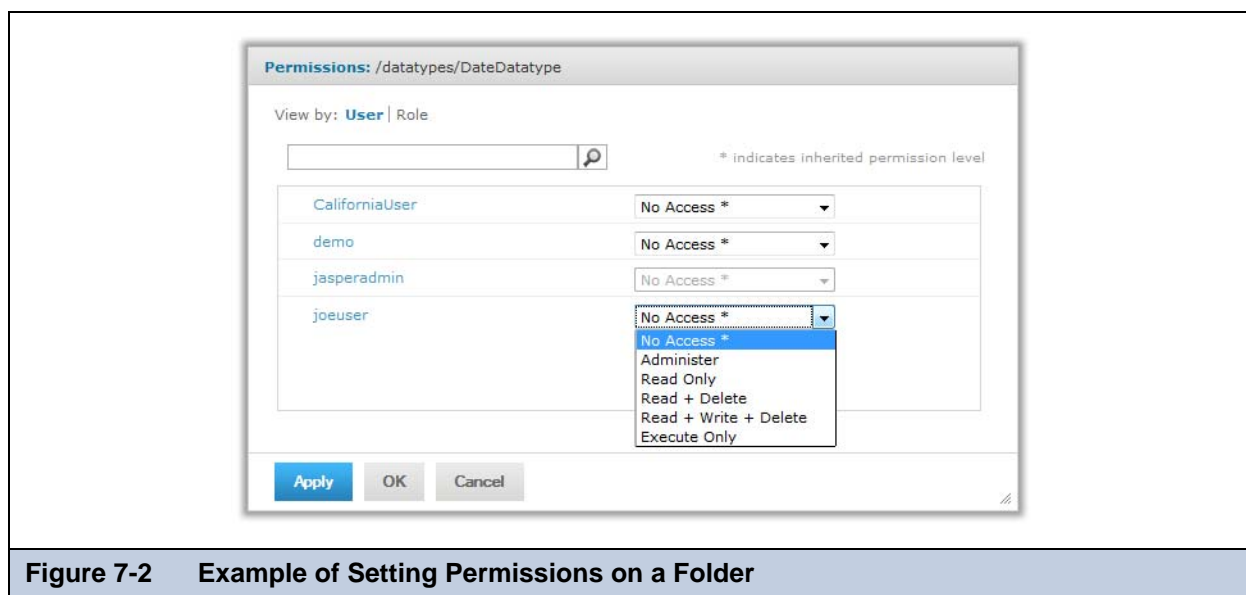 Permissions: /datatypes/DateDatatype
View by: User | Role
* indicates inherited permission level
CaliforniaUser No Access *
demo No Access *
jasperadmin No Access *
joeuser No Access *
No Access *
Administer
Read Only
Read + Delete
Read + Write + Delete
Execute Only
Apply OK Cancel
Figure 7-2 Example of Setting Permissions on a Folder